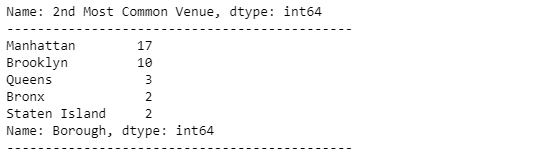 Name: 2nd Most Common Venue, dtype: int64
---------------------------------------------
Manhattan        17
Brooklyn         10
Queens            3
Bronx             2
Staten Island     2
Name: Borough, dtype: int64
---------------------------------------------